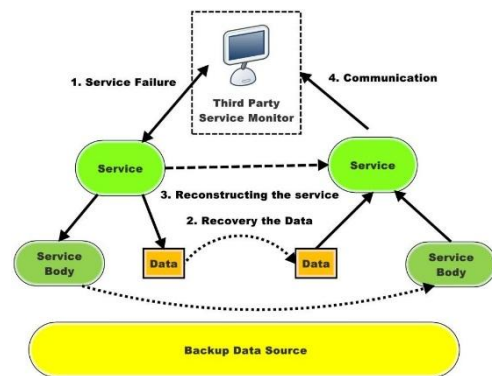 1. Service Failure
4. Communication
Third Party
Service Monitor
Service
Service
3. Reconstructing the service
2. Recovery the Data
Service
Body
Data
Data
Service
Body
Backup Data Source